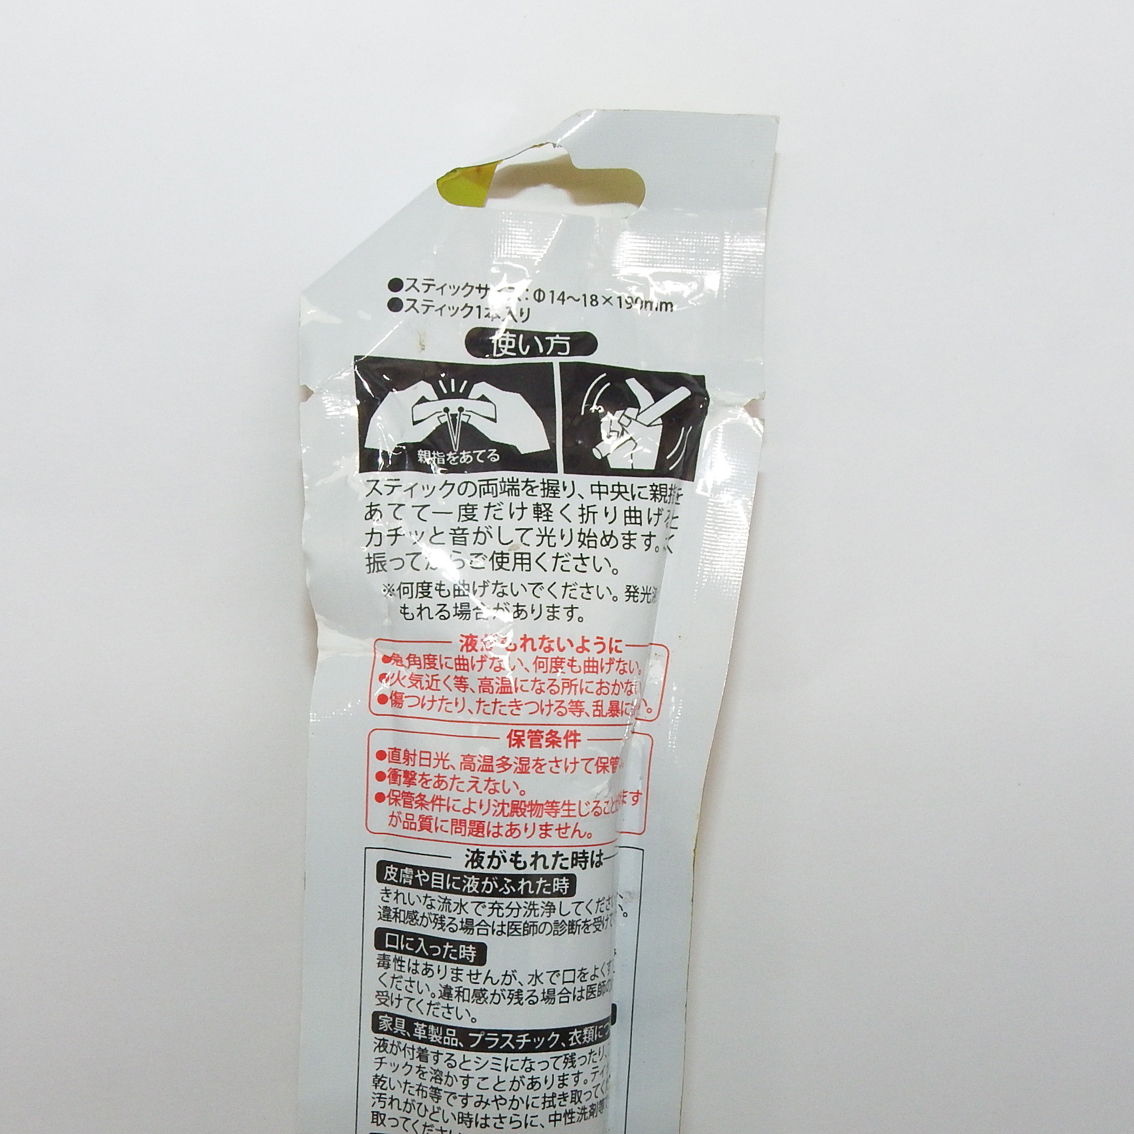 ●スティックサイズ：Φ14〜18×190mm
●スティック1本入り
使い方
親指をあてる
スティックの両端を握り、中央に親指を
あてて一度だけ軽く折り曲げると
カチッと音がして光り始めます。よく
振ってからご使用ください。
※何度も曲げないでください。発光液
もれる場合があります。
液がもれないように
●急角度に曲げない、何度も曲げない。
●火気近く等、高温になる所におかない
●傷つけたり、たたきつける等、乱暴に
保管条件
●直射日光、高温多湿をさけて保管
●衝撃をあたえない。
●保管条件により沈殿物等生じること ます
が品質に問題はありません。
液がもれた時は
皮膚や目に液がふれた時
きれいな流水で充分洗浄してください。
違和感が残る場合は医師の診断を受けて
口に入った時
毒性はありませんが、水で口をよくす
ください。違和感が残る場合は医師の
受けてください。
家具、革製品、プラスチック、衣類につ
液が付着するとシミになって残ったり、
チックを溶かすことがあります。ティ
乾いた布等ですみやかに拭き取ってく
汚れがひどい時はさらに、中性洗剤等
取ってください